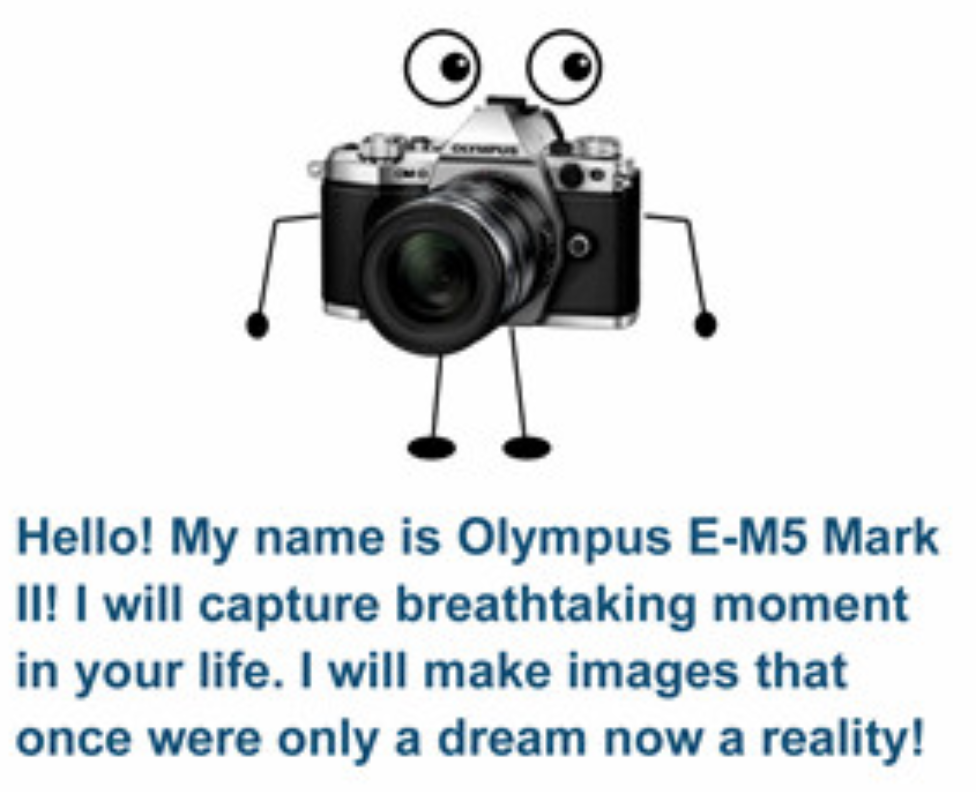 OLYMPUS
OM-D
Hello! My name is Olympus E-M5 Mark
II! I will capture breathtaking moment
in your life. I will make images that
once were only a dream now a reality!